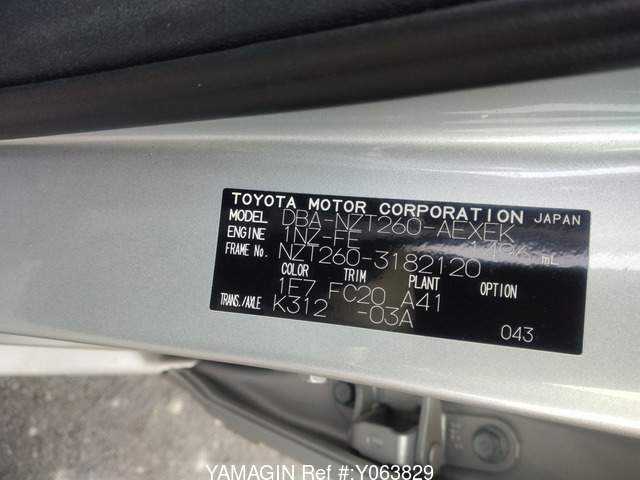 TOYOTA MOTOR CORPORATION JAPAN
MODEL DBA-NZT260-AEXEK
ENGINE 1NZ-FE 1496 mL
FRAME No. NZT260-3182120
COLOR TRIM PLANT OPTION
1F7 FC20 A41
TRANS./AXLE K312 -03A
043
YAMAGIN Ref #:Y063829